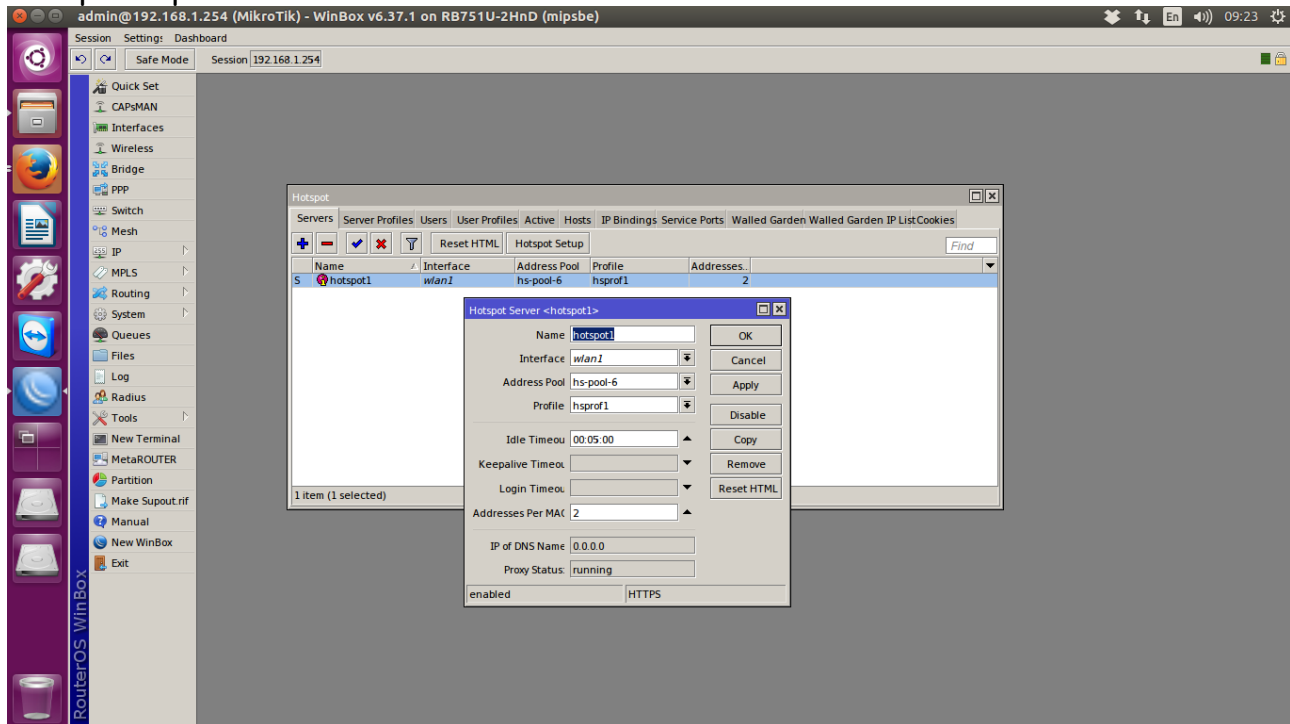 admin@192.168.1.254 (MikroTik) - WinBox v6.37.1 on RB751U-2HnD (mipsbe)
En
09:23
Session Settings Dashboard
Safe Mode Session 192.168.1.254
Quick Set
CAPsMAN
Interfaces
Wireless
Bridge
PPP
Switch
Mesh
IP
MPLS
Routing
System
Queues
Files
Log
Radius
Tools
New Terminal
MetaROUTER
Partition
Make Supout.rif
Manual
New WinBox
Exit
RouterOS WinBox
Hotspot
Servers Server Profiles Users User Profiles Active Hosts IP Bindings Service Ports Walled Garden Walled Garden IP List Cookies
Reset HTML Hotspot Setup Find
Name Interface Address Pool Profile Addresses..
S hotspot1 wlan1 hs-pool-6 hsprof1 2
1 item (1 selected)
Hotspot Server <hotspot1>
Name hotspot1 OK
Interface wlan1 Cancel
Address Pool hs-pool-6 Apply
Profile hsprof1 Disable
Idle Timeou 00:05:00 Copy
Keepalive Timeou Remove
Login Timeou Reset HTML
Addresses Per MAC 2
IP of DNS Name 0.0.0.0
Proxy Status: running
enabled HTTPS